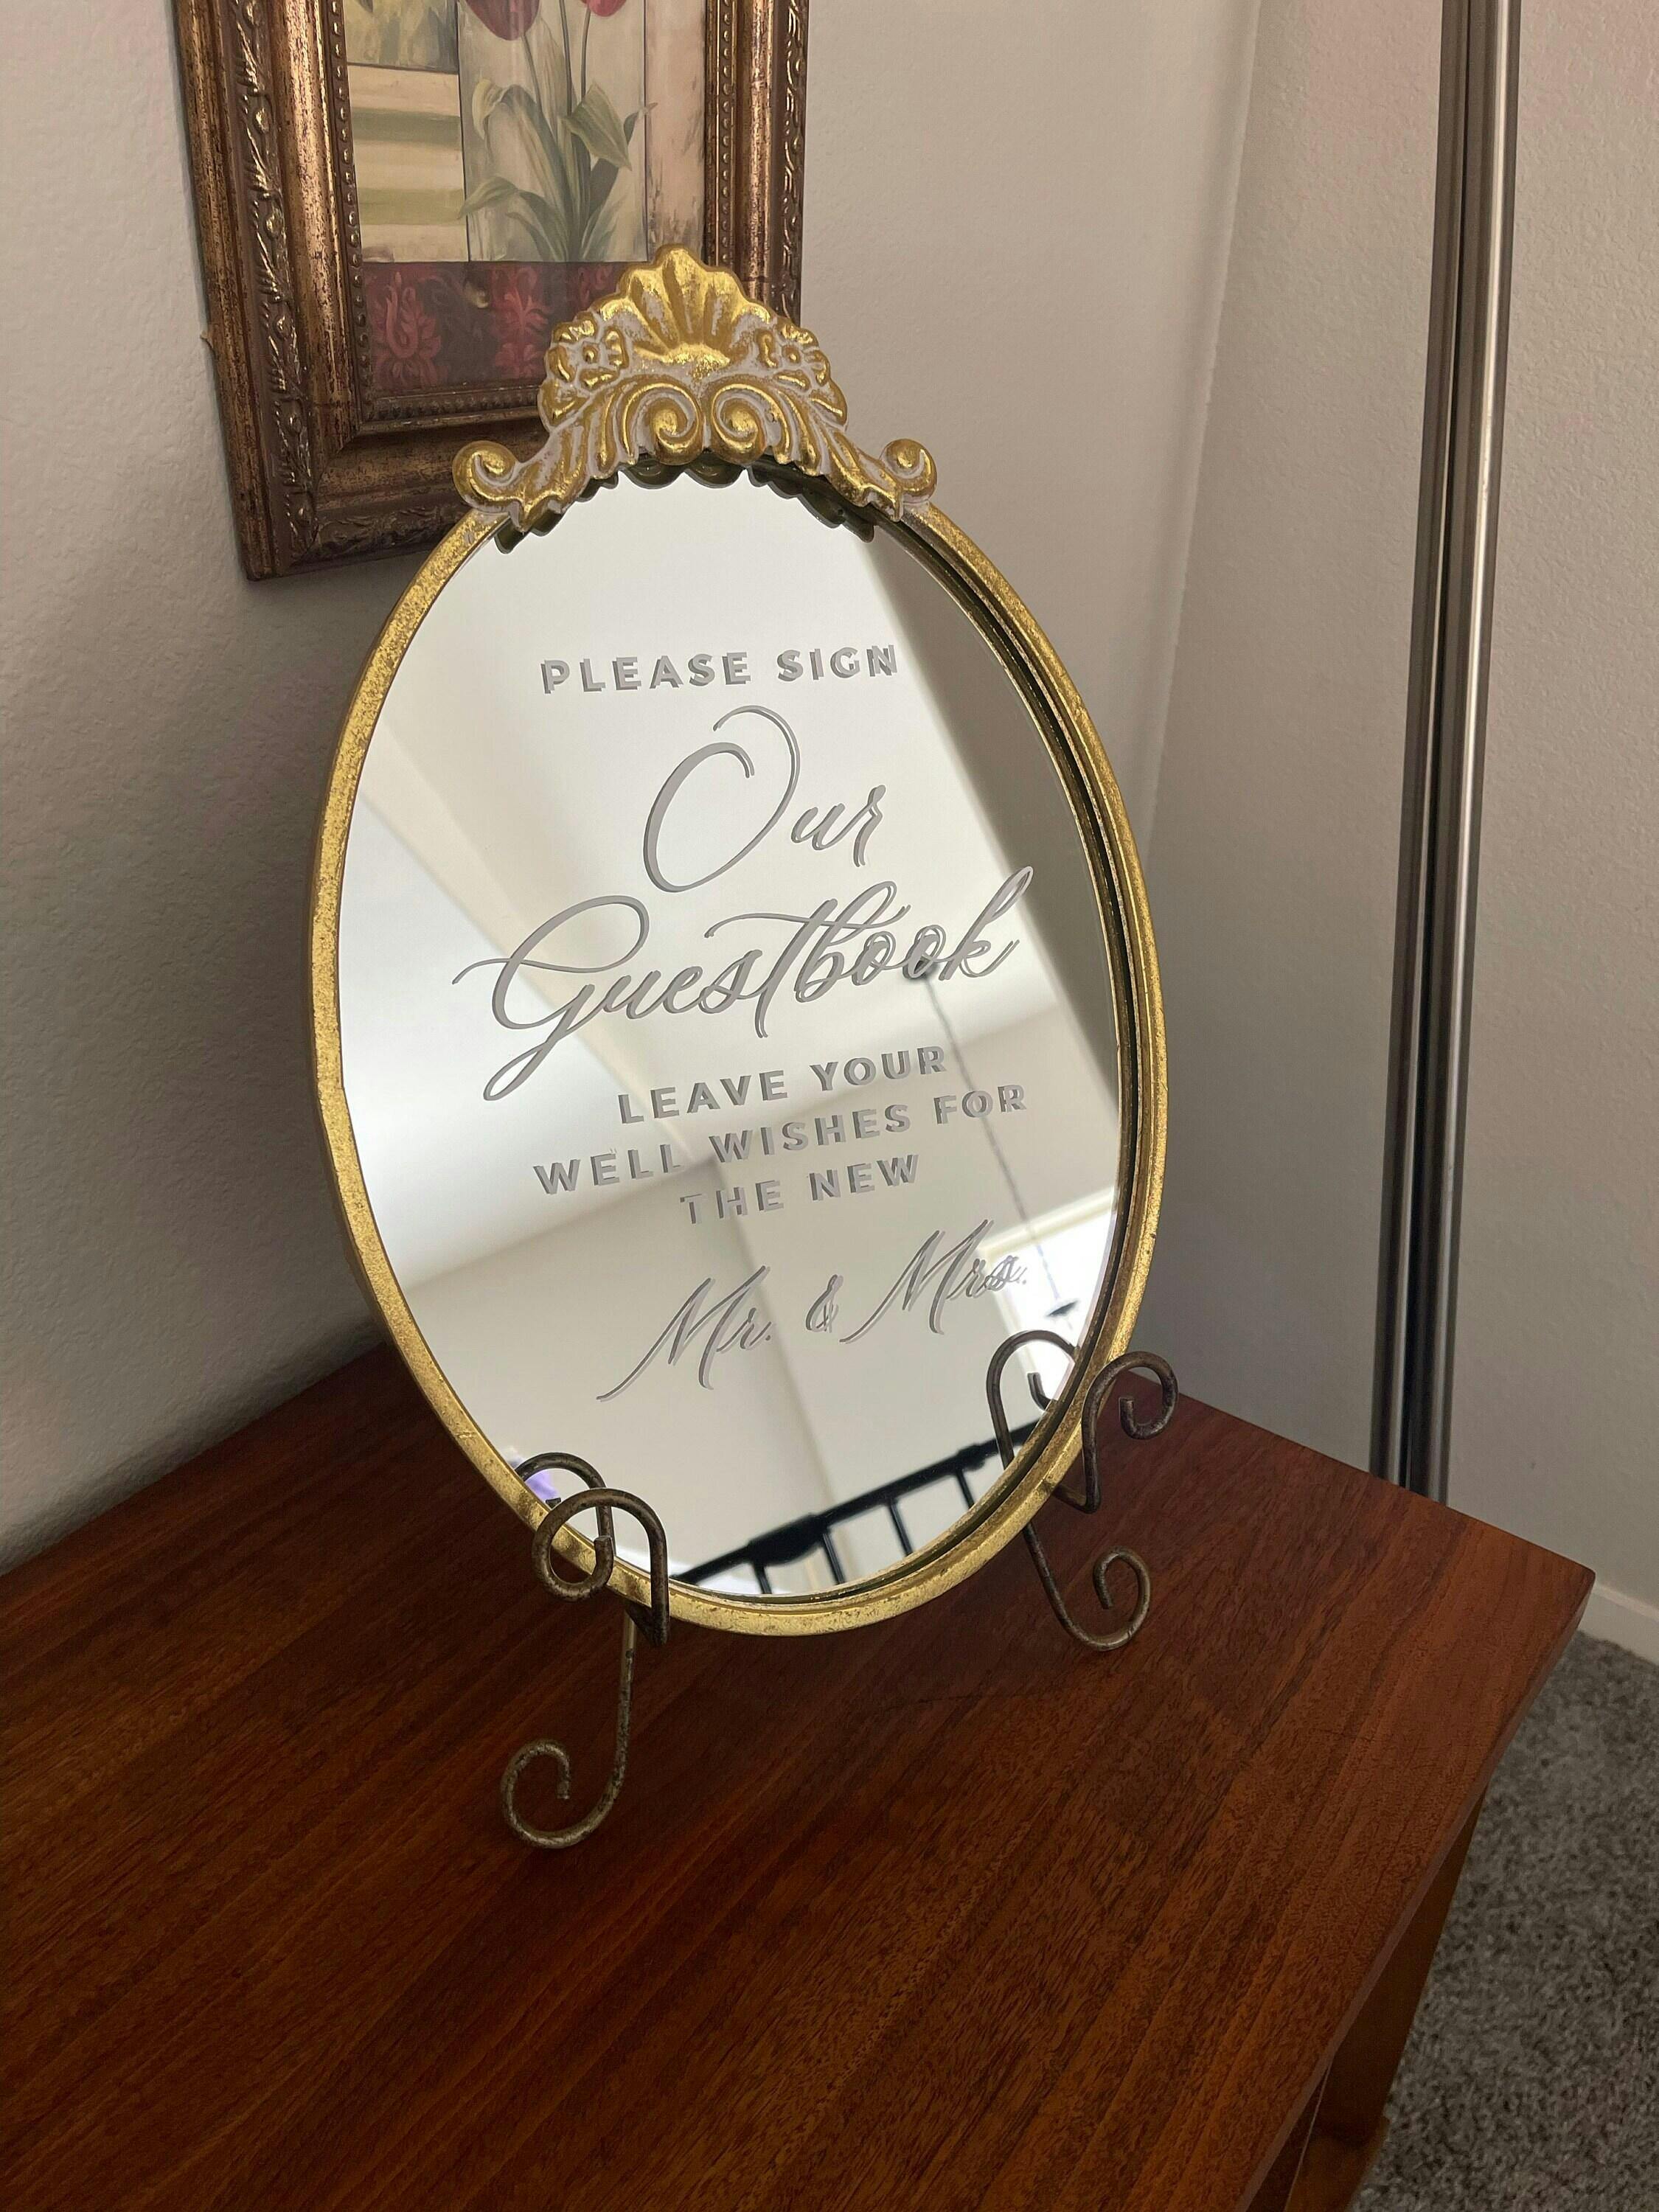 PLEASE SIGN
Our
Guestbook
LEAVE YOUR
WELL WISHES FOR
THE NEW
Mr. & Mrs.